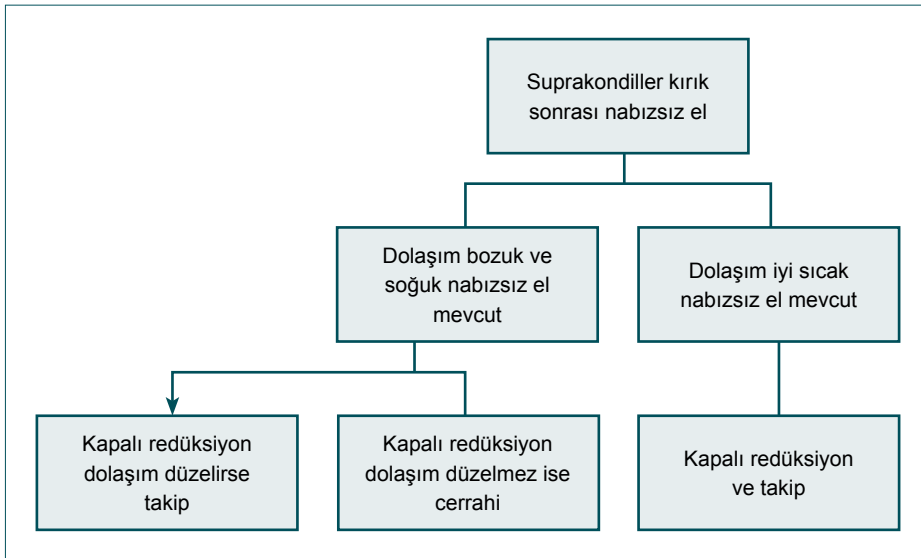 Suprakondiller kırık
sonrası nabızsız el
Dolaşım bozuk ve
soğuk nabızsız el
mevcut
Dolaşım iyi sıcak
nabızsız el mevcut
Kapalı redüksiyon
dolaşım düzelirse
takip
Kapalı redüksiyon
dolaşım düzelmez ise
cerrahi
Kapalı redüksiyon
ve takip